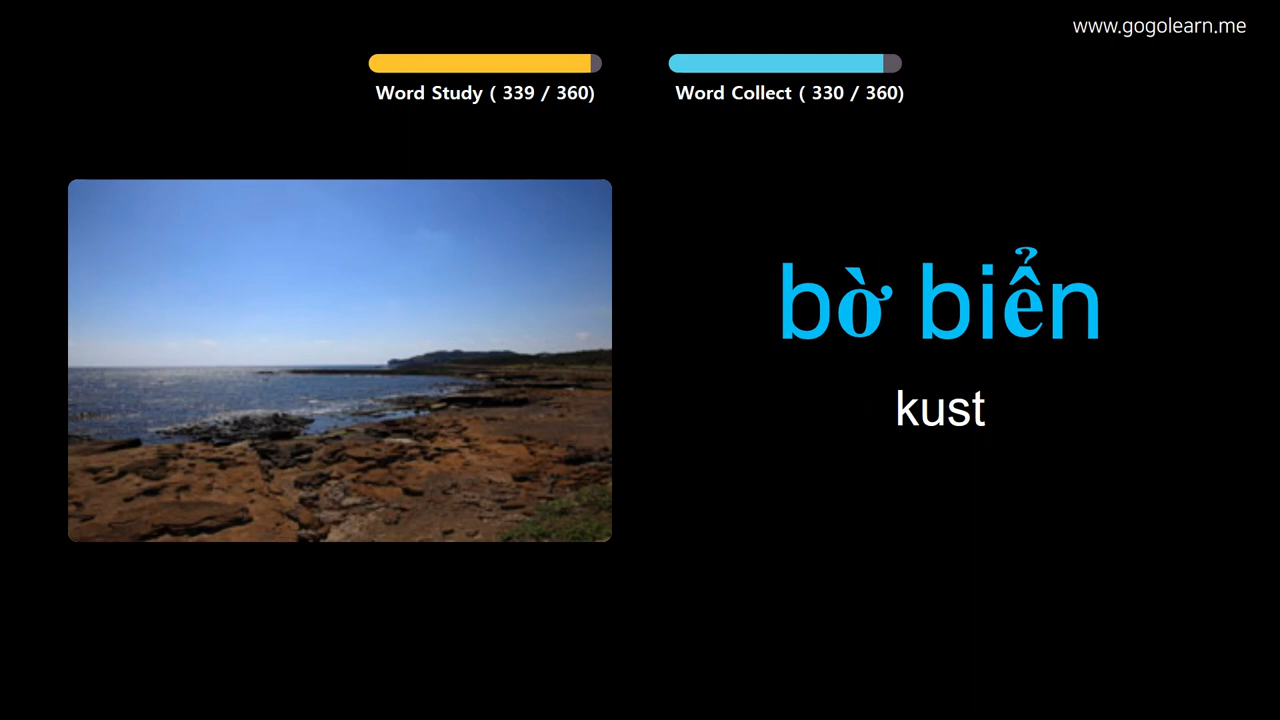 www.gogolearn.me
Word Study ( 339 / 360)
Word Collect ( 330 / 360)
bờ biển
kust